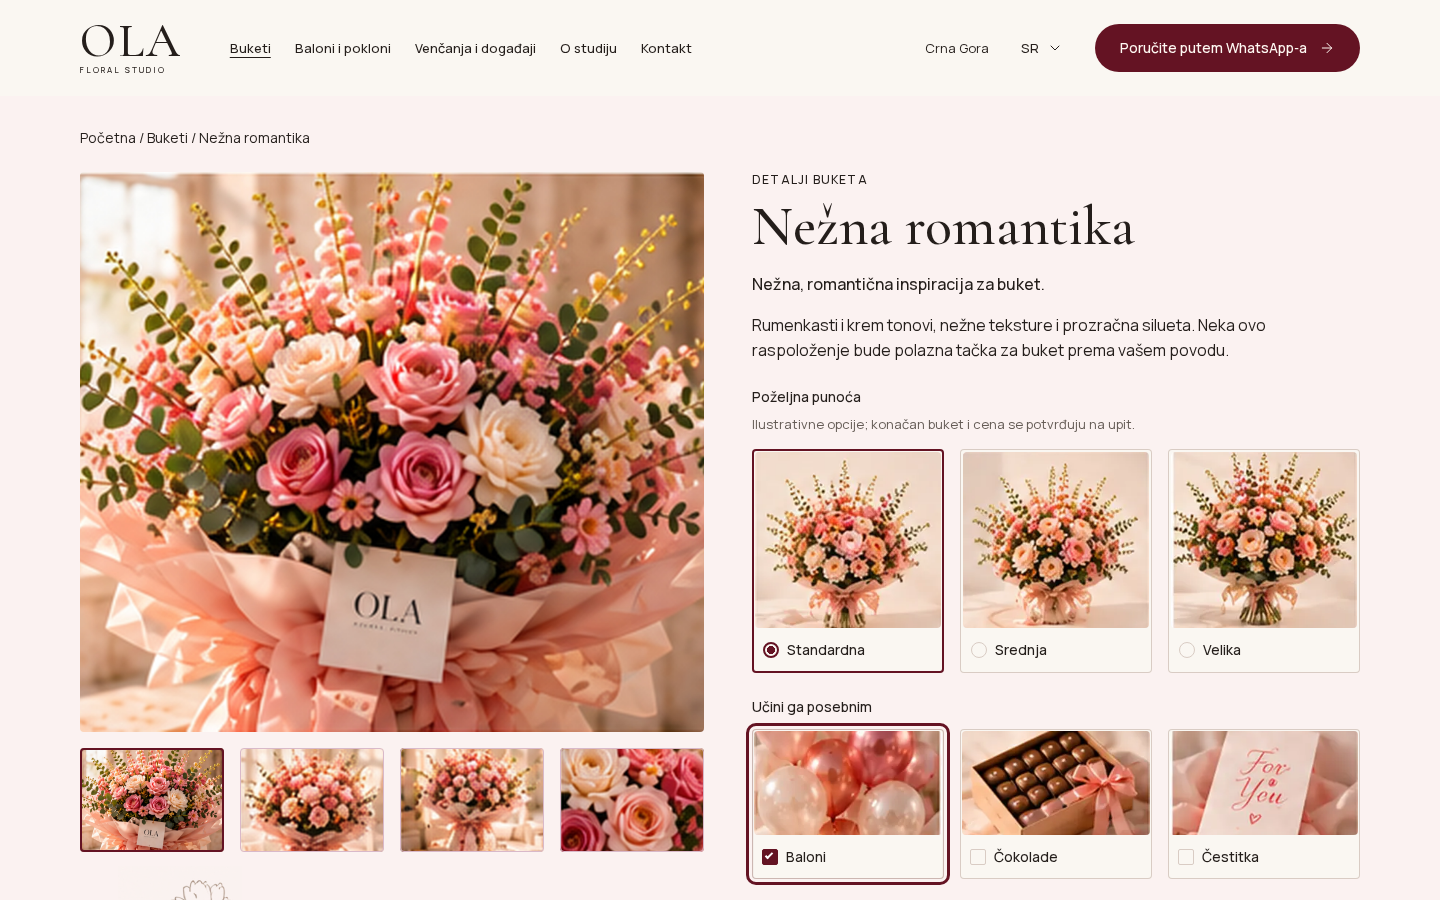 OLA
FLORAL STUDIO
Buketi
Baloni i pokloni
Venčanja i događaji
O studiju
Kontakt
Crna Gora
SR
Poručite putem WhatsApp-a
Početna / Buketi / Nežna romantika
DETALJI BUKETA
Nežna romantika
Nežna, romantična inspiracija za buket.
Rumenkasti i krem tonovi, nežne teksture i prozračna silueta. Neka ovo
raspoloženje bude polazna tačka za buket prema vašem povodu.
Poželjna punoća
Ilustrativne opcije; konačan buket i cena se potvrđuju na upit.
Standardna
Srednja
Velika
Učini ga posebnim
For
You
Baloni
Čokolade
Čestitka
OLA
OLA